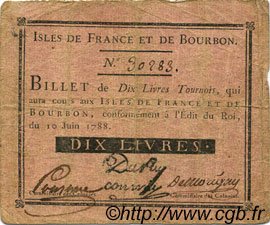 ISLES DE FRANCE ET DE BOURBON.
N.º 30283.
BILLET de Dix Livres Tournois, qui
aura cours aux ISLES DE FRANCE ET DE
BOURBON, conformément à l'Édit du Roi,
du 10 Juin 1788.
DIX LIVRES.
www.cgb.fr